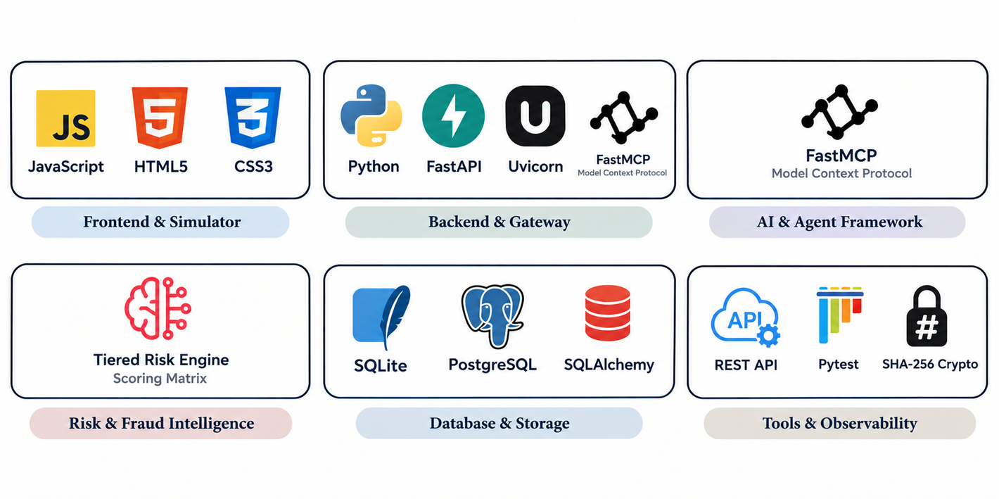 JS
JavaScript
5
HTML5
3
CSS3
Python
FastAPI
U
Uvicorn
FastMCP
Model Context Protocol
FastMCP
Model Context Protocol
Frontend & Simulator
Backend & Gateway
AI & Agent Framework
Tiered Risk Engine
Scoring Matrix
SQLite
PostgreSQL
SQLAlchemy
API
REST API
Pytest
#
SHA-256 Crypto
Risk & Fraud Intelligence
Database & Storage
Tools & Observability